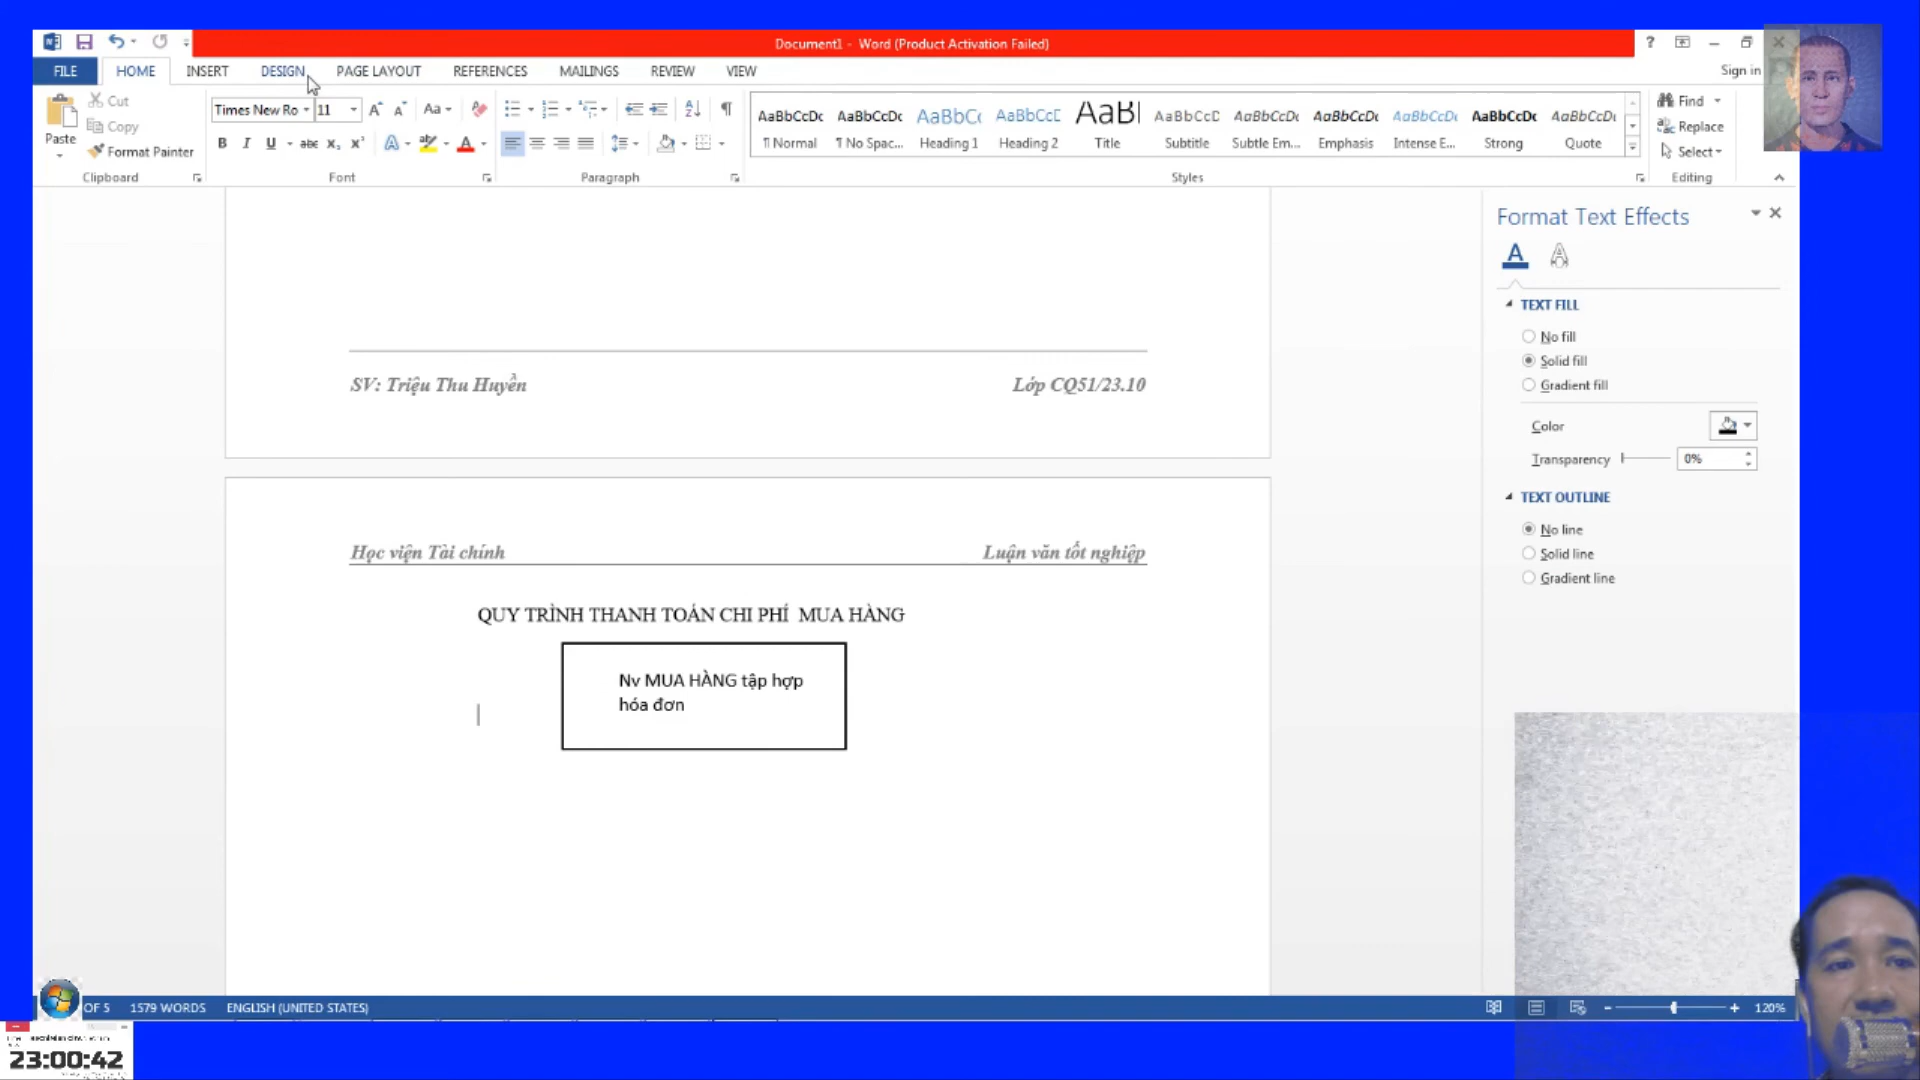 Document1 - Word (Product Activation Failed)
FILE HOME INSERT DESIGN PAGE LAYOUT REFERENCES MAILINGS REVIEW VIEW
Sign in
Paste
Cut
Copy
Format Painter
Clipboard
Times New Ro 11
Font
Paragraph
AaBbCcDc AaBbCcDc AaBbC AaBbCcD AaB AaBbCcD AaBbCcDc AaBbCcDc AaBbCcDc AaBbCcDc AaBbCcDc
¶ Normal ¶ No Spac... Heading 1 Heading 2 Title Subtitle Subtle Em... Emphasis Intense E... Strong Quote
Styles
Find
Replace
Select
Editing
SV: Triệu Thu Huyền Lớp CQ51/23.10
Học viện Tài chính Luận văn tốt nghiệp
QUY TRÌNH THANH TOÁN CHI PHÍ MUA HÀNG
Nv MUA HÀNG tập hợp
hóa đơn
Format Text Effects
TEXT FILL
No fill
Solid fill
Gradient fill
Color
Transparency 0%
TEXT OUTLINE
No line
Solid line
Gradient line
OF 5 1579 WORDS ENGLISH (UNITED STATES) 120%
23:00:42